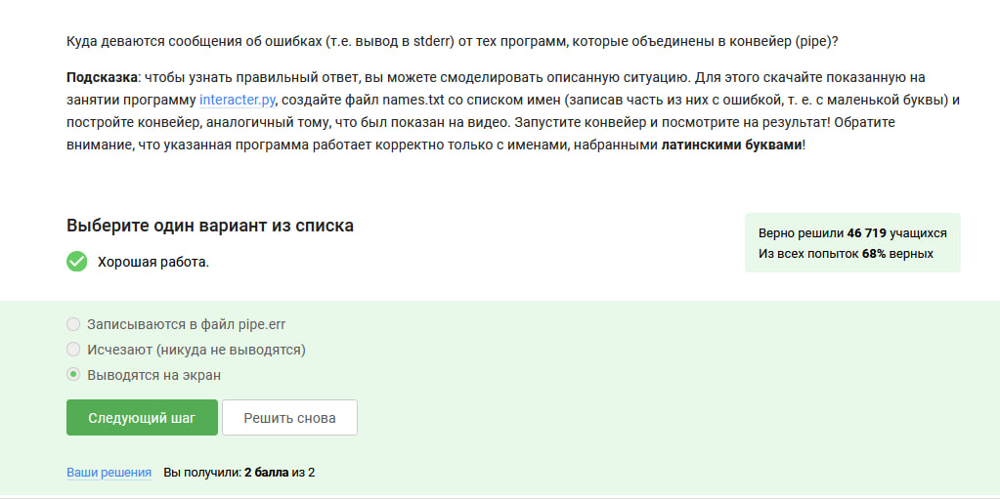 Куда деваются сообщения об ошибках (т.е. вывод в stderr) от тех программ, которые объединены в конвейер (pipe)?
Подсказка: чтобы узнать правильный ответ, вы можете смоделировать описанную ситуацию. Для этого скачайте показанную на
занятии программу interacter.py, создайте файл names.txt со списком имен (записав часть из них с ошибкой, т. е. с маленькой буквы) и
постройте конвейер, аналогичный тому, что был показан на видео. Запустите конвейер и посмотрите на результат! Обратите
внимание, что указанная программа работает корректно только с именами, набранными латинскими буквами!
Выберите один вариант из списка
Верно решили 46 719 учащихся
Из всех попыток 68% верных
Хорошая работа.
Записываются в файл pipe.err
Исчезают (никуда не выводятся)
Выводятся на экран
Следующий шаг
Решить снова
Ваши решения Вы получили: 2 балла из 2